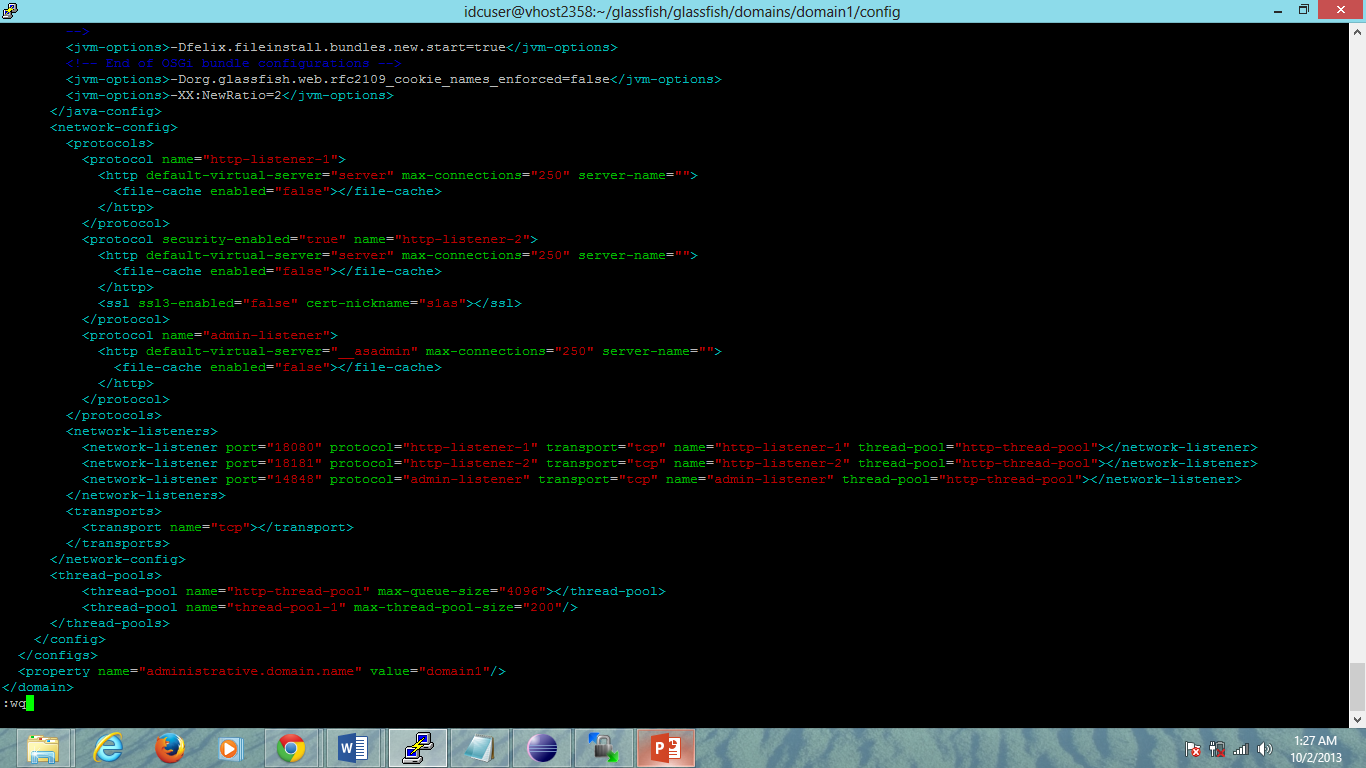 idcuser@vhost2358:~/glassfish/glassfish/domains/domain1/config
-->
<jvm-options>-Dfelix.fileinstall.bundles.new.start=true</jvm-options>
<!-- End of OSGi bundle configurations -->
<jvm-options>-Dorg.glassfish.web.rfc2109_cookie_names_enforced=false</jvm-options>
<jvm-options>-XX:NewRatio=2</jvm-options>
</java-config>
<network-config>
<protocols>
<protocol name="http-listener-1">
<http default-virtual-server="server" max-connections="250" server-name="">
<file-cache enabled="false"></file-cache>
</http>
</protocol>
<protocol security-enabled="true" name="http-listener-2">
<http default-virtual-server="server" max-connections="250" server-name="">
<file-cache enabled="false"></file-cache>
</http>
<ssl ssl3-enabled="false" cert-nickname="s1as"></ssl>
</protocol>
<protocol name="admin-listener">
<http default-virtual-server="__asadmin" max-connections="250" server-name="">
<file-cache enabled="false"></file-cache>
</http>
</protocol>
</protocols>
<network-listeners>
<network-listener port="18080" protocol="http-listener-1" transport="tcp" name="http-listener-1" thread-pool="http-thread-pool"></network-listener>
<network-listener port="18181" protocol="http-listener-2" transport="tcp" name="http-listener-2" thread-pool="http-thread-pool"></network-listener>
<network-listener port="14848" protocol="admin-listener" transport="tcp" name="admin-listener" thread-pool="http-thread-pool"></network-listener>
</network-listeners>
<transports>
<transport name="tcp"></transport>
</transports>
</network-config>
<thread-pools>
<thread-pool name="http-thread-pool" max-queue-size="4096"></thread-pool>
<thread-pool name="thread-pool-1" max-thread-pool-size="200"/>
</thread-pools>
</config>
</configs>
<property name="administrative.domain.name" value="domain1"/>
</domain>
:wq
1:27 AM
10/2/2013